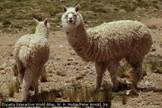 Encarta Interactive World Atlas, W. H. Hodge/Peter Arnold, Inc.